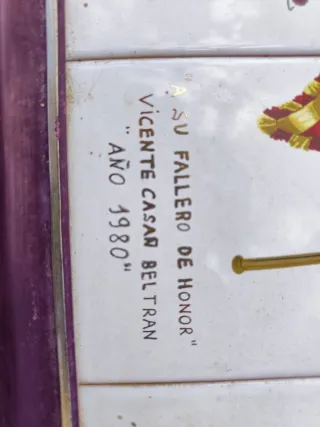 "A SU FALLERO DE HONOR"
VICENTE CASAÑ BELTRAN
"AÑO 1980"